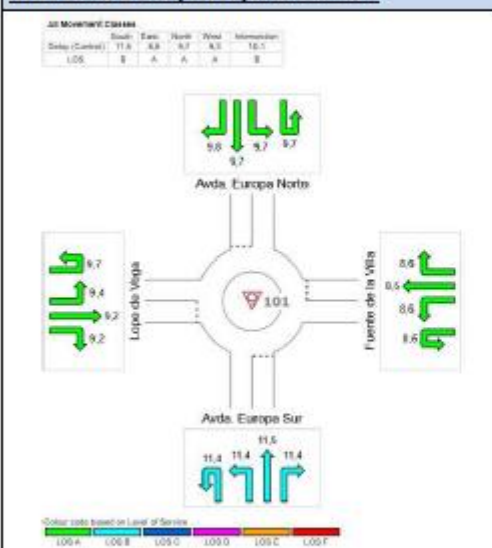 All Movement Classes
South East North West Intersection
Delay (Control) 11,5 8,6 9,7 9,3 10,1
LOS B A A A B
9,8 9,7 9,7
9,7
Avda. Europa Norte
9,7
9,4
9,2
9,2
Lope de Vega
101
Fuente de la Villa
8,6
8,5
8,6
8,6
Avda. Europa Sur
11,5
11,4 11,4 11,4
Colour code based on Level of Service
LOS A LOS B LOS C LOS D LOS E LOS F